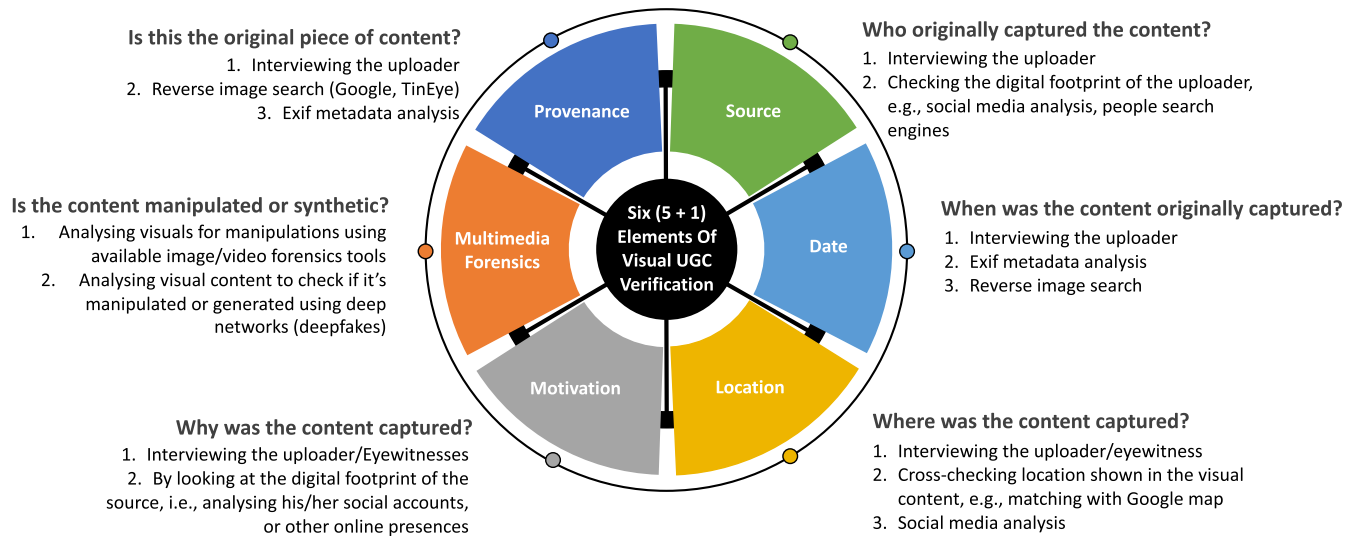 Is this the original piece of content?
1. Interviewing the uploader
2. Reverse image search (Google, TinEye)
3. Exif metadata analysis
Who originally captured the content?
1. Interviewing the uploader
2. Checking the digital footprint of the uploader,
e.g., social media analysis, people search
engines
Provenance
Source
Is the content manipulated or synthetic?
1. Analysing visuals for manipulations using
available image/video forensics tools
2. Analysing visual content to check if it's
manipulated or generated using deep
networks (deepfakes)
Multimedia
Forensics
Six (5 + 1)
Elements Of
Visual UGC
Verification
Date
When was the content originally captured?
1. Interviewing the uploader
2. Exif metadata analysis
3. Reverse image search
Motivation
Location
Why was the content captured?
1. Interviewing the uploader/Eyewitnesses
2. By looking at the digital footprint of the
source, i.e., analysing his/her social accounts,
or other online presences
Where was the content captured?
1. Interviewing the uploader/eyewitness
2. Cross-checking location shown in the visual
content, e.g., matching with Google map
3. Social media analysis